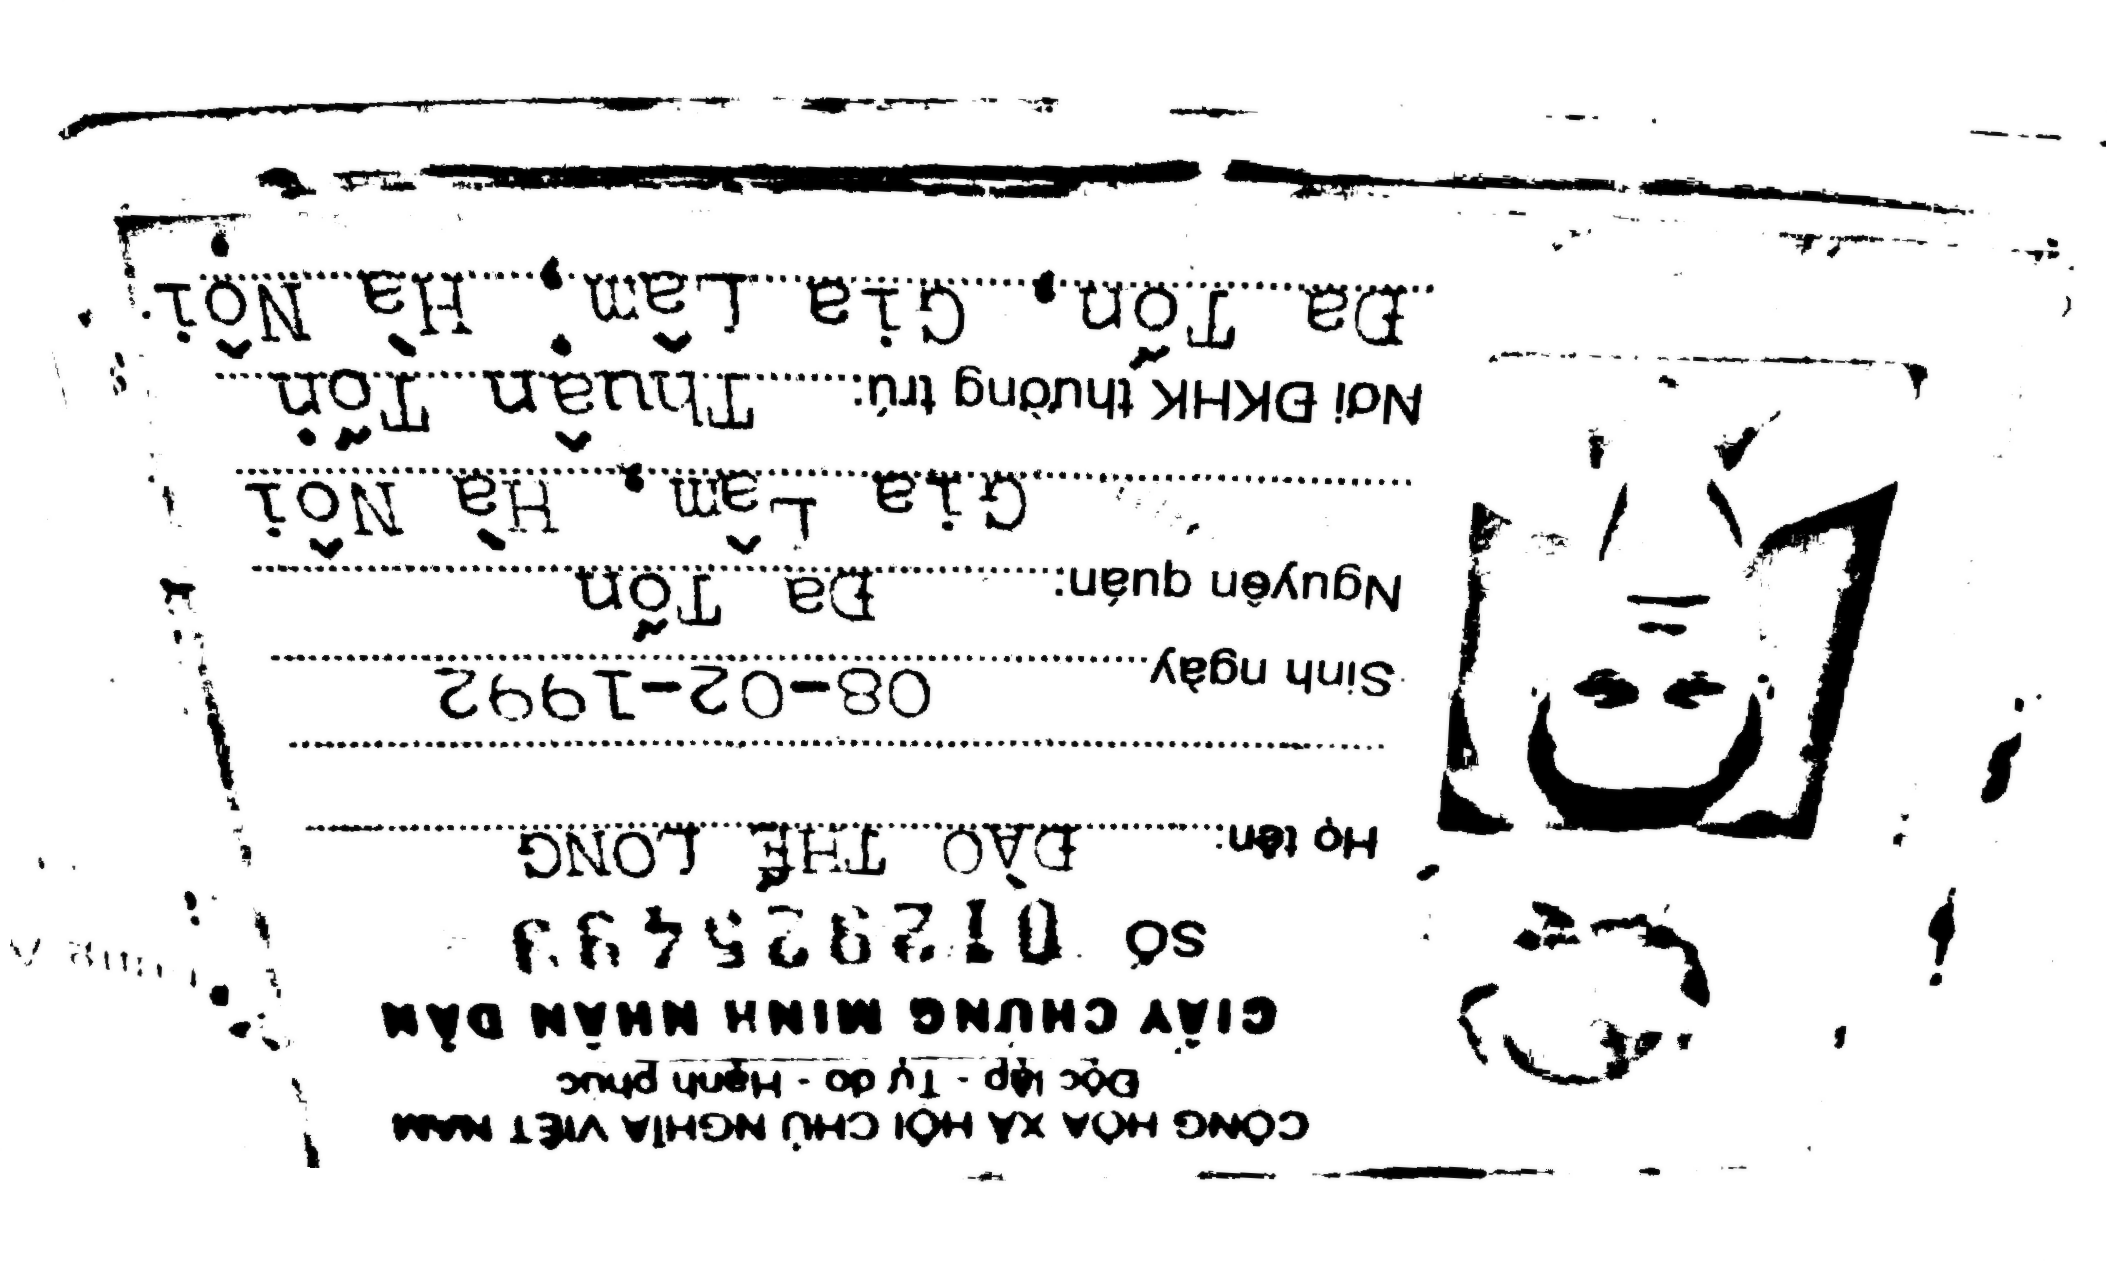 CỘNG HÒA XÃ HỘI CHỦ NGHĨA VIỆT NAM
Độc lập - Tự do - Hạnh phúc
GIẤY CHỨNG MINH NHÂN DÂN
SỐ 012925499
Họ tên: ĐÀO THẾ LONG
Sinh ngày 08-02-1992
Nguyên quán: Đa Tốn
Gia Lâm, Hà Nội
Nơi ĐKHK thường trú: Thuận Tốn
Đa Tốn, Gia Lâm, Hà Nội